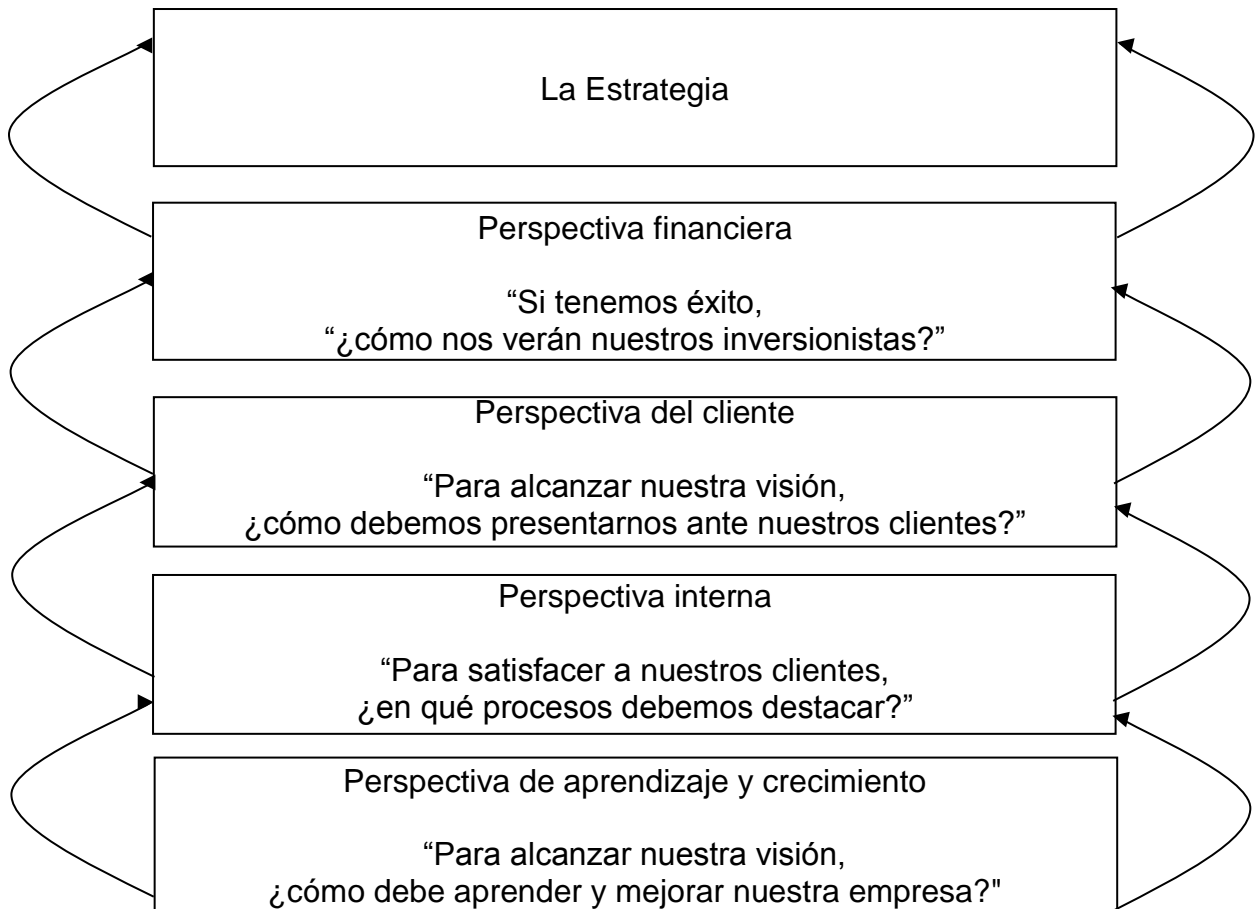 La Estrategia
Perspectiva financiera
“Si tenemos éxito,
“¿cómo nos verán nuestros inversionistas?”
Perspectiva del cliente
“Para alcanzar nuestra visión,
¿cómo debemos presentarnos ante nuestros clientes?”
Perspectiva interna
“Para satisfacer a nuestros clientes,
¿en qué procesos debemos destacar?”
Perspectiva de aprendizaje y crecimiento
“Para alcanzar nuestra visión,
¿cómo debe aprender y mejorar nuestra empresa?"